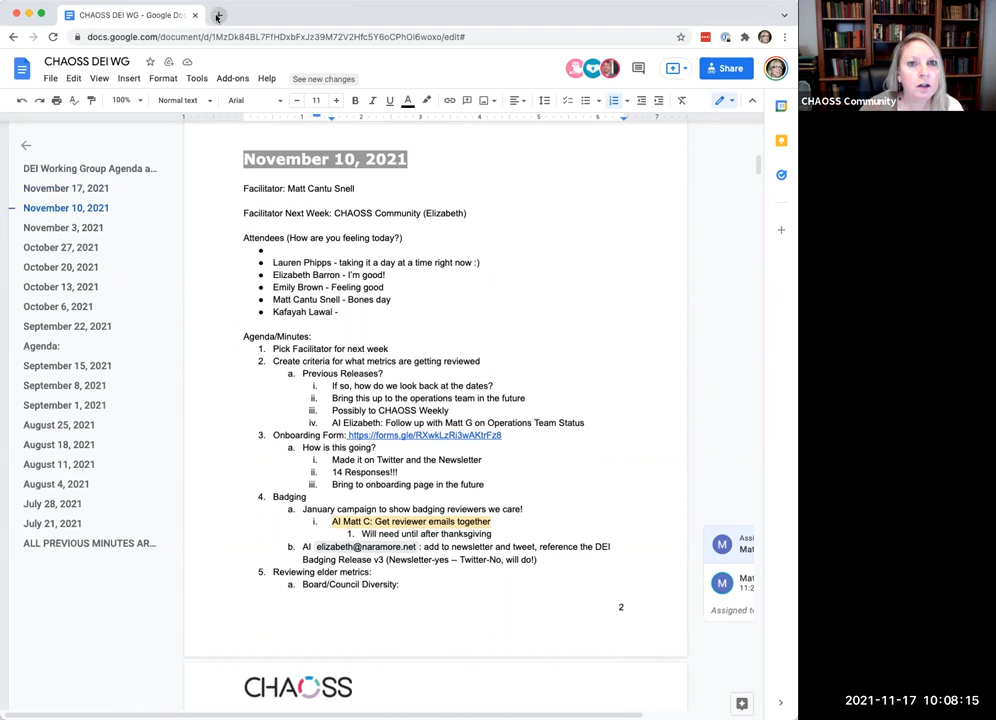 CHAOSS DEI WG - Google Doc
docs.google.com/document/d/1MzDk84BL7FfHDxbFxJz39M72V2Hfc5Y6oCPhOl6woxo/edit#
CHAOSS DEI WG
File Edit View Insert Format Tools Add-ons Help See new changes
Share
100% Normal text Arial 11
CHAOSS Community
DEI Working Group Agenda a...
November 17, 2021
November 10, 2021
November 3, 2021
October 27, 2021
October 20, 2021
October 13, 2021
October 6, 2021
September 22, 2021
Agenda:
September 15, 2021
September 8, 2021
September 1, 2021
August 25, 2021
August 18, 2021
August 11, 2021
August 4, 2021
July 28, 2021
July 21, 2021
ALL PREVIOUS MINUTES AR...
November 10, 2021
Facilitator: Matt Cantu Snell
Facilitator Next Week: CHAOSS Community (Elizabeth)
Attendees (How are you feeling today?)
Lauren Phipps - taking it a day at a time right now :)
Elizabeth Barron - I'm good!
Emily Brown - Feeling good
Matt Cantu Snell - Bones day
Kafayah Lawal -
Agenda/Minutes:
1. Pick Facilitator for next week
2. Create criteria for what metrics are getting reviewed
a. Previous Releases?
i. If so, how do we look back at the dates?
ii. Bring this up to the operations team in the future
iii. Possibly to CHAOSS Weekly
iv. AI Elizabeth: Follow up with Matt G on Operations Team Status
3. Onboarding Form: https://forms.gle/RXwkLzRi3wAKtrFz8
a. How is this going?
i. Made it on Twitter and the Newsletter
ii. 14 Responses!!!
iii. Bring to onboarding page in the future
4. Badging
a. January campaign to show badging reviewers we care!
i. AI Matt C: Get reviewer emails together
1. Will need until after thanksgiving
b. AI elizabeth@naramore.net : add to newsletter and tweet, reference the DEI
Badging Release v3 (Newsletter-yes -- Twitter-No, will do!)
5. Reviewing elder metrics:
a. Board/Council Diversity:
2
CHAOSS
M Assi
Mat
M Mat
11:2
Assigned to
2021-11-17 10:08:15